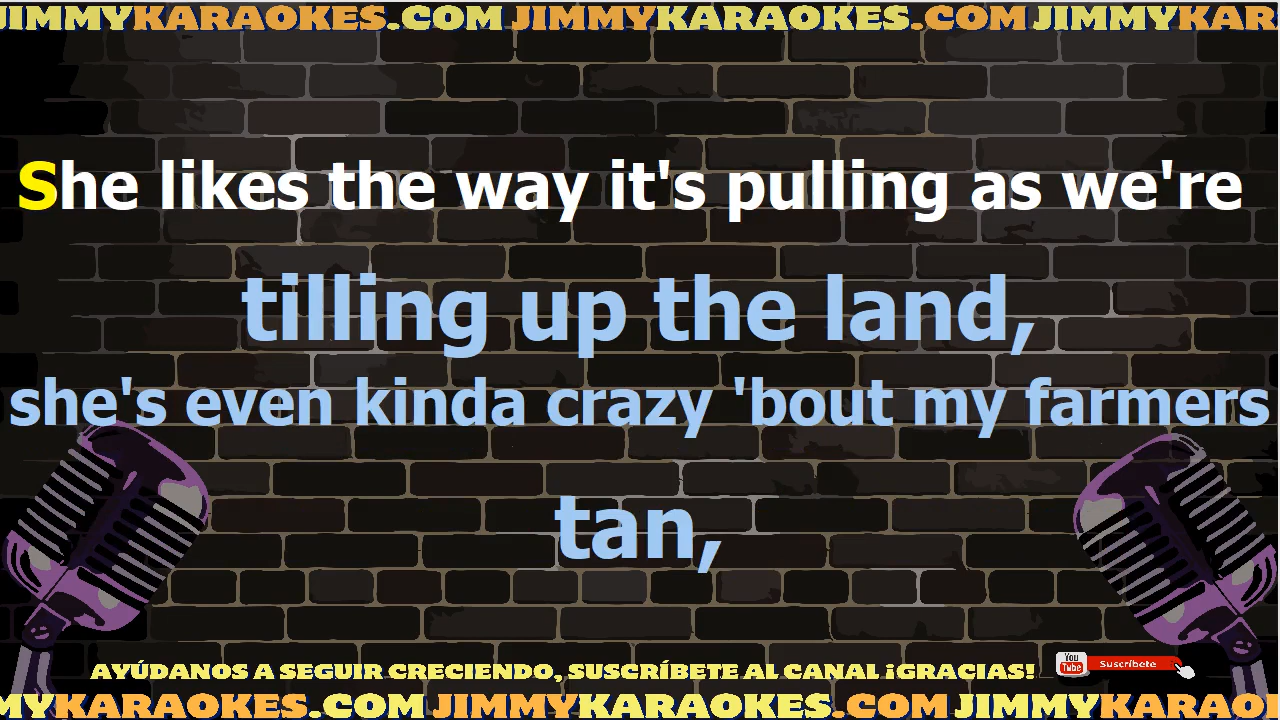 JIMMYKARAOKES.COM JIMMYKARAOKES.COM JIMMYKAR
She likes the way it's pulling as we're
tilling up the land,
she's even kinda crazy 'bout my farmers
tan,
AYÚDANOS A SEGUIR CRECIENDO, SUSCRÍBETE AL CANAL ¡GRACIAS!
You
Tube
Suscríbete
MYKARAOKES.COM JIMMYKARAOKES.COM JIMMYKARAO